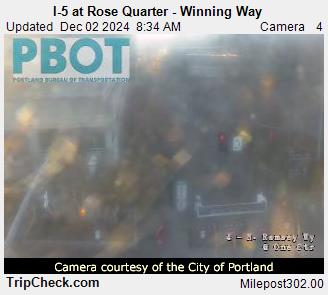 I-5 at Rose Quarter - Winning Way
Updated Dec 02 2024 8:34 AM Camera 4
PBOT
PORTLAND BUREAU OF TRANSPORTATION
Camera courtesy of the City of Portland
TripCheck.com Milepost302.00